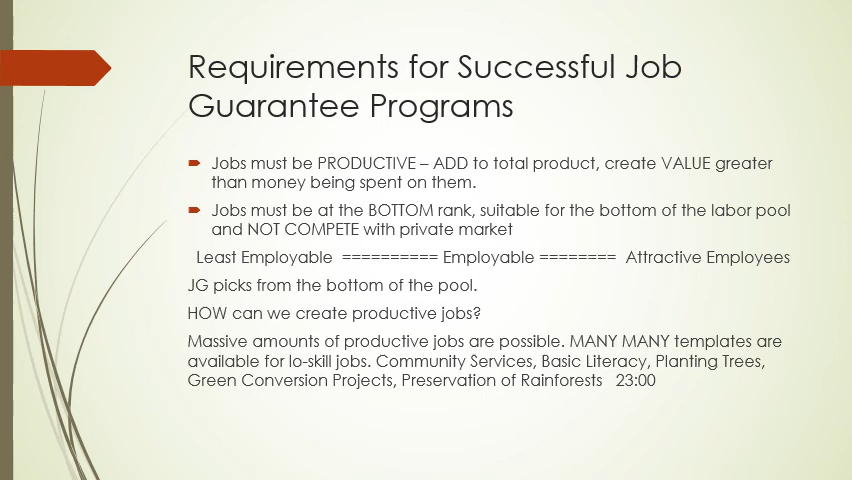 Requirements for Successful Job
Guarantee Programs
Jobs must be PRODUCTIVE – ADD to total product, create VALUE greater
than money being spent on them.
Jobs must be at the BOTTOM rank, suitable for the bottom of the labor pool
and NOT COMPETE with private market
Least Employable ========== Employable ======== Attractive Employees
JG picks from the bottom of the pool.
HOW can we create productive jobs?
Massive amounts of productive jobs are possible. MANY MANY templates are
available for lo-skill jobs. Community Services, Basic Literacy, Planting Trees,
Green Conversion Projects, Preservation of Rainforests 23:00